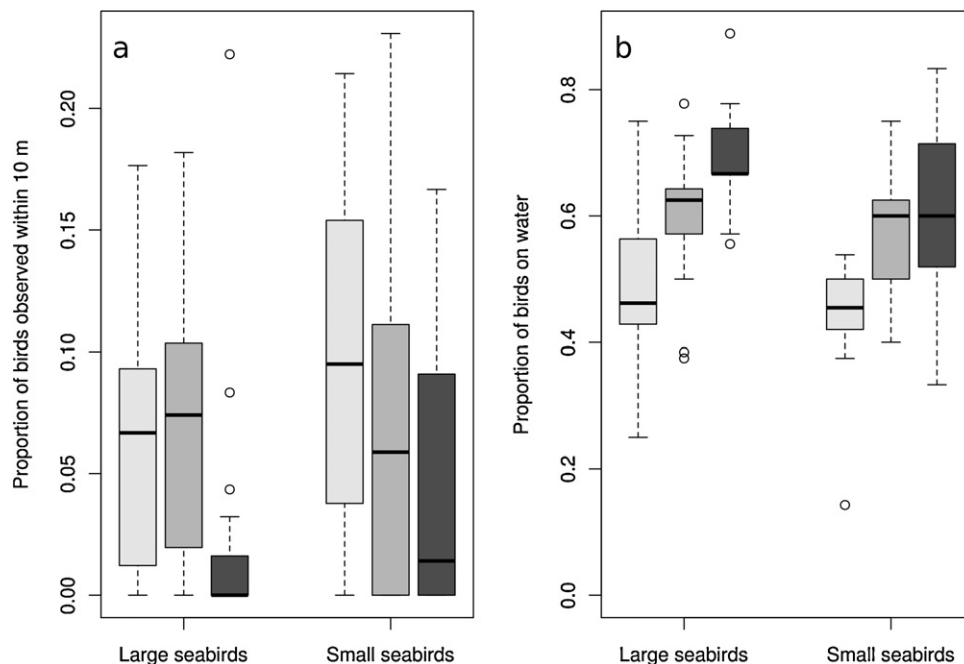 a
Proportion of birds observed within 10 m
0.20
0.15
0.10
0.05
0.00
Large seabirds
Small seabirds
b
Proportion of birds on water
0.8
0.6
0.4
0.2
0.0
Large seabirds
Small seabirds